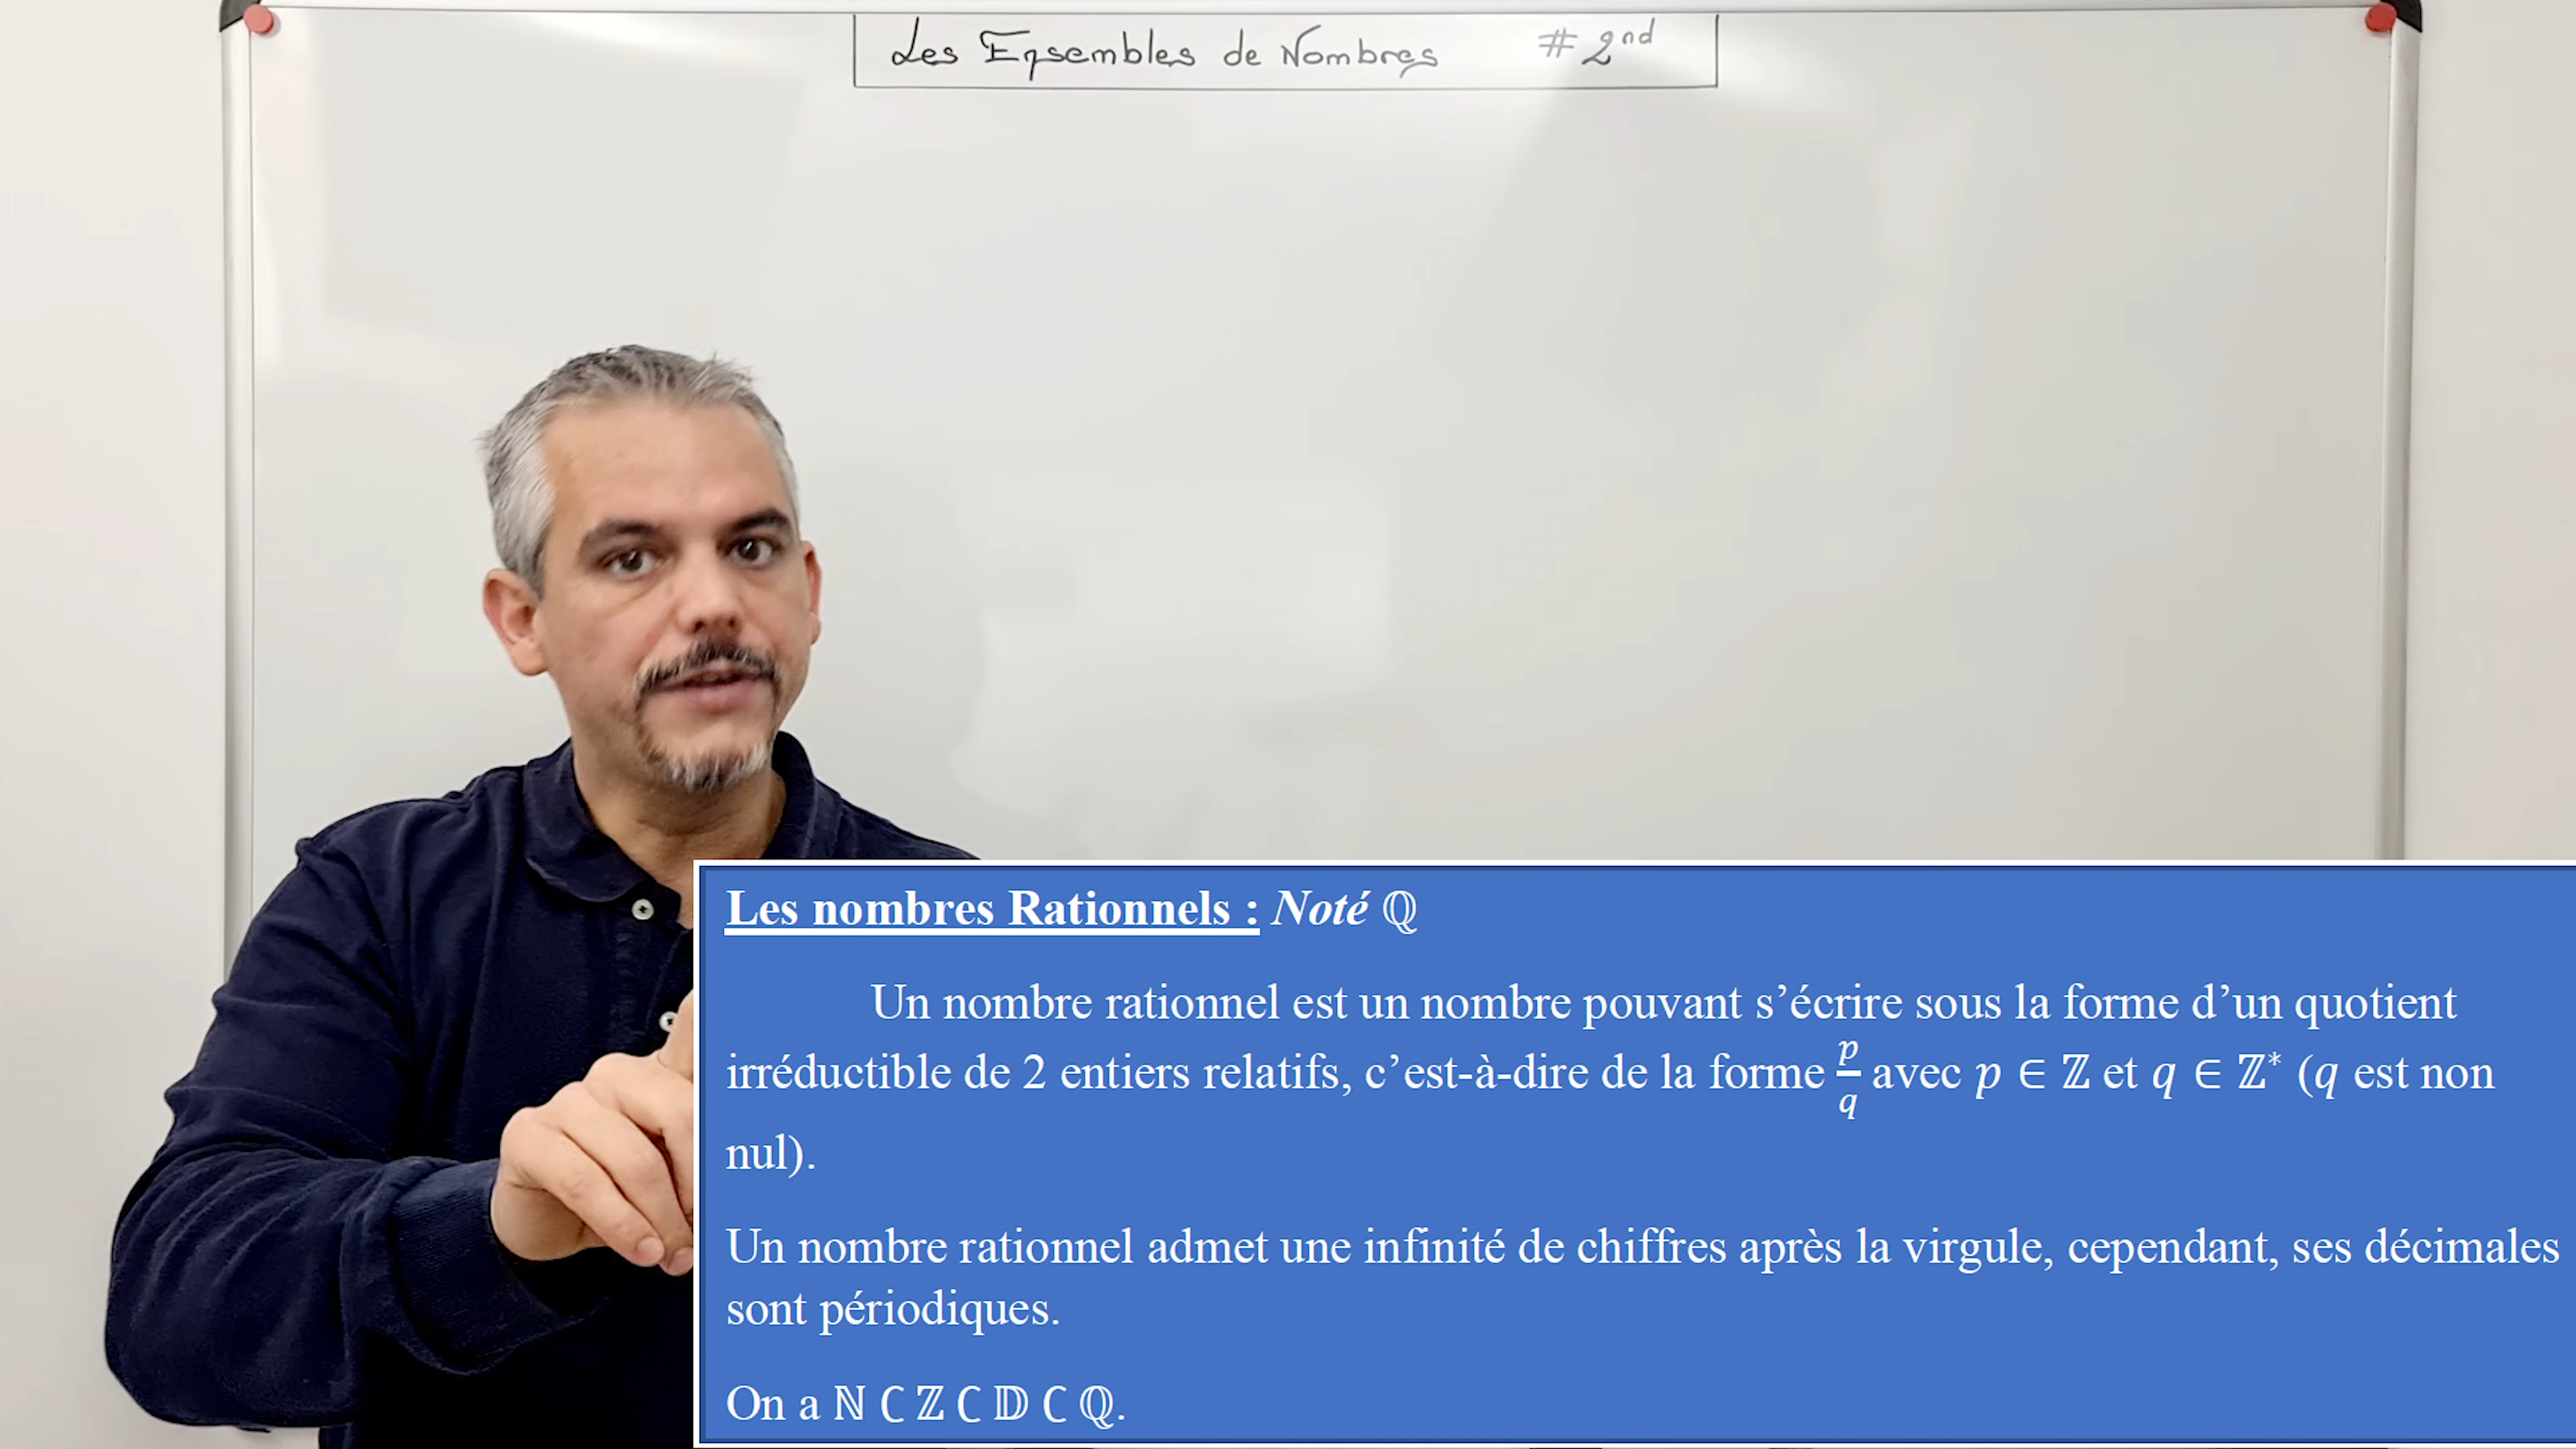 Les Ensembles de Nombres # 2nd
Les nombres Rationnels : Noté ℚ
Un nombre rationnel est un nombre pouvant s’écrire sous la forme d’un quotient
irréductible de 2 entiers relatifs, c’est-à-dire de la forme p/q avec p ∈ ℤ et q ∈ ℤ* (q est non
nul).
Un nombre rationnel admet une infinité de chiffres après la virgule, cependant, ses décimales
sont périodiques.
On a ℕ ⊂ ℤ ⊂ 𝔻 ⊂ ℚ.